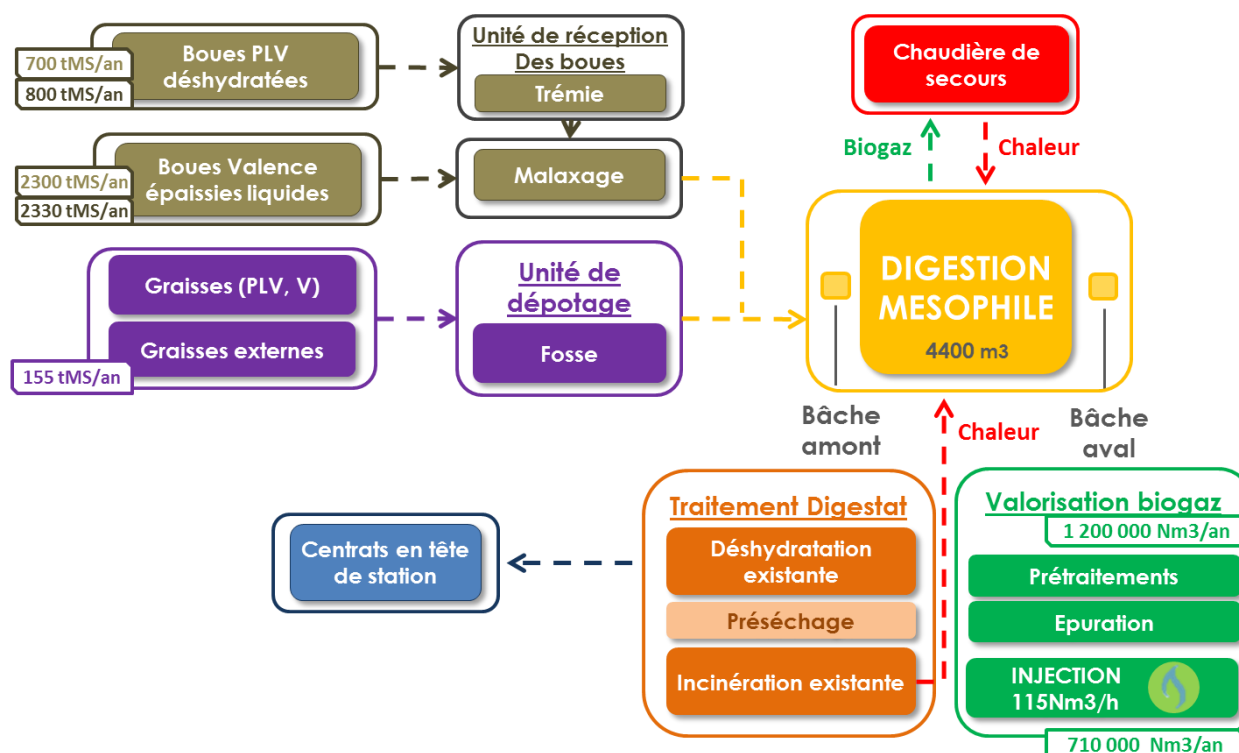 700 tMS/an
800 tMS/an
Boues PLV
déshydratées
Unité de réception
Des boues
Trémie
Chaudière de
secours
Biogaz
Chaleur
2300 tMS/an
2330 tMS/an
Boues Valence
épaissies liquides
Malaxage
Graisses (PLV, V)
Graisses externes
155 tMS/an
Unité de
dépotage
Fosse
DIGESTION
MESOPHILE
4400 m3
Bâche
amont
Chaleur
Bâche
aval
Centrats en tête
de station
Traitement Digestat
Déshydratation
existante
Préséchage
Incinération existante
Valorisation biogaz
1 200 000 Nm3/an
Prétraitements
Epuration
INJECTION
115Nm3/h
710 000 Nm3/an